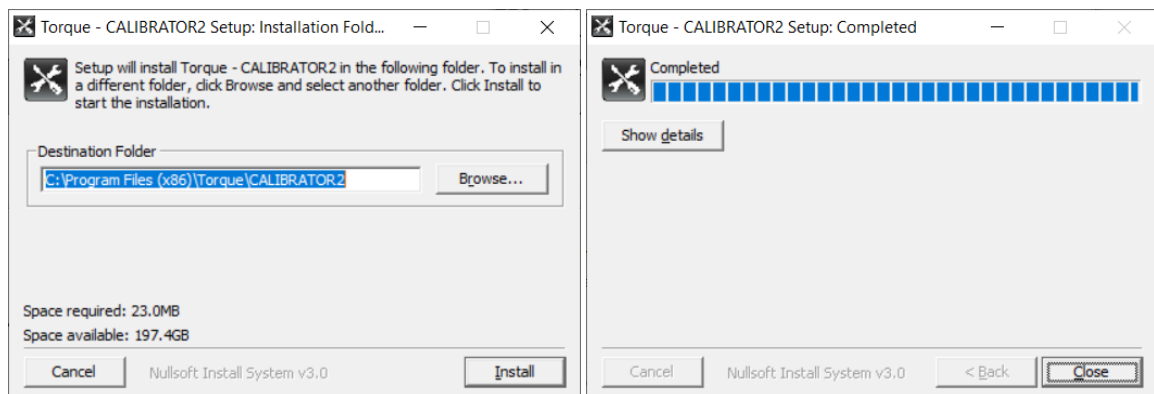 Torque - CALIBRATOR2 Setup: Installation Fold...
Setup will install Torque - CALIBRATOR2 in the following folder. To install in
a different folder, click Browse and select another folder. Click Install to
start the installation.
Destination Folder
C:\Program Files (x86)\Torque\CALIBRATOR2
Browse...
Space required: 23.0MB
Space available: 197.4GB
Cancel
Nullsoft Install System v3.0
Install
Torque - CALIBRATOR2 Setup: Completed
Completed
Show details
Cancel
Nullsoft Install System v3.0
< Back
Close